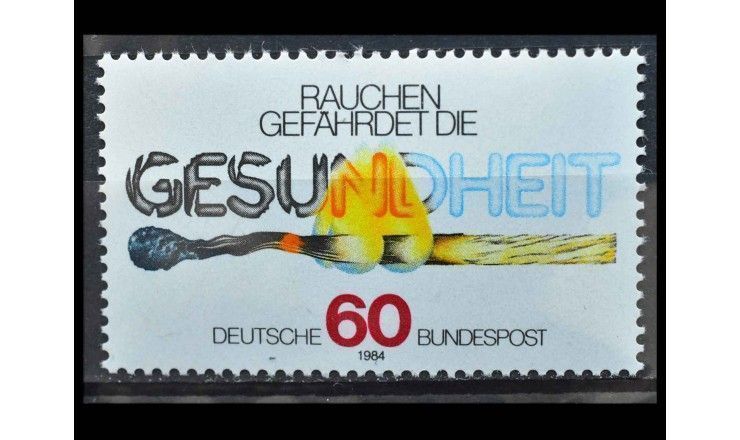 RAUCHEN
GEFÄHRDET DIE
GESUNDHEIT
DEUTSCHE 60 BUNDESPOST
1984